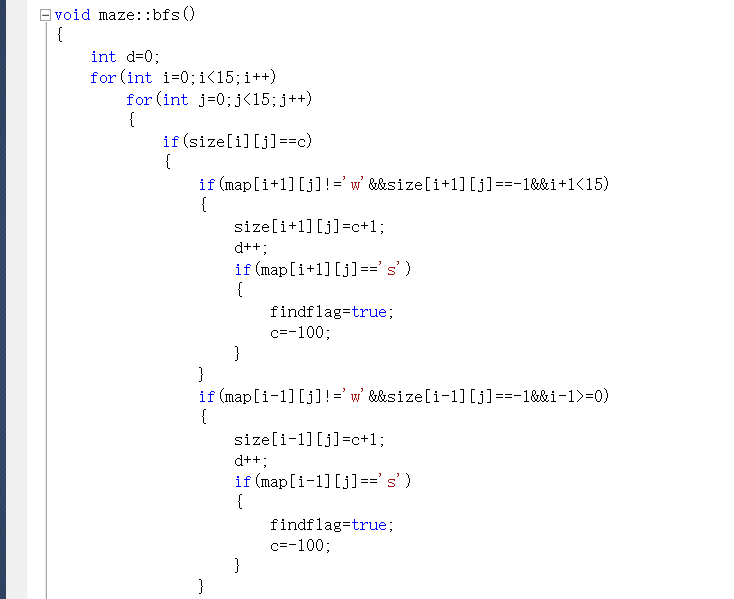 void maze::bfs()
{
int d=0;
for(int i=0;i<15;i++)
for(int j=0;j<15;j++)
{
if(size[i][j]==c)
{
if(map[i+1][j]!='w'&&size[i+1][j]==-1&&i+1<15)
{
size[i+1][j]=c+1;
d++;
if(map[i+1][j]=='s')
{
findflag=true;
c=-100;
}
}
if(map[i-1][j]!='w'&&size[i-1][j]==-1&&i-1>=0)
{
size[i-1][j]=c+1;
d++;
if(map[i-1][j]=='s')
{
findflag=true;
c=-100;
}
}